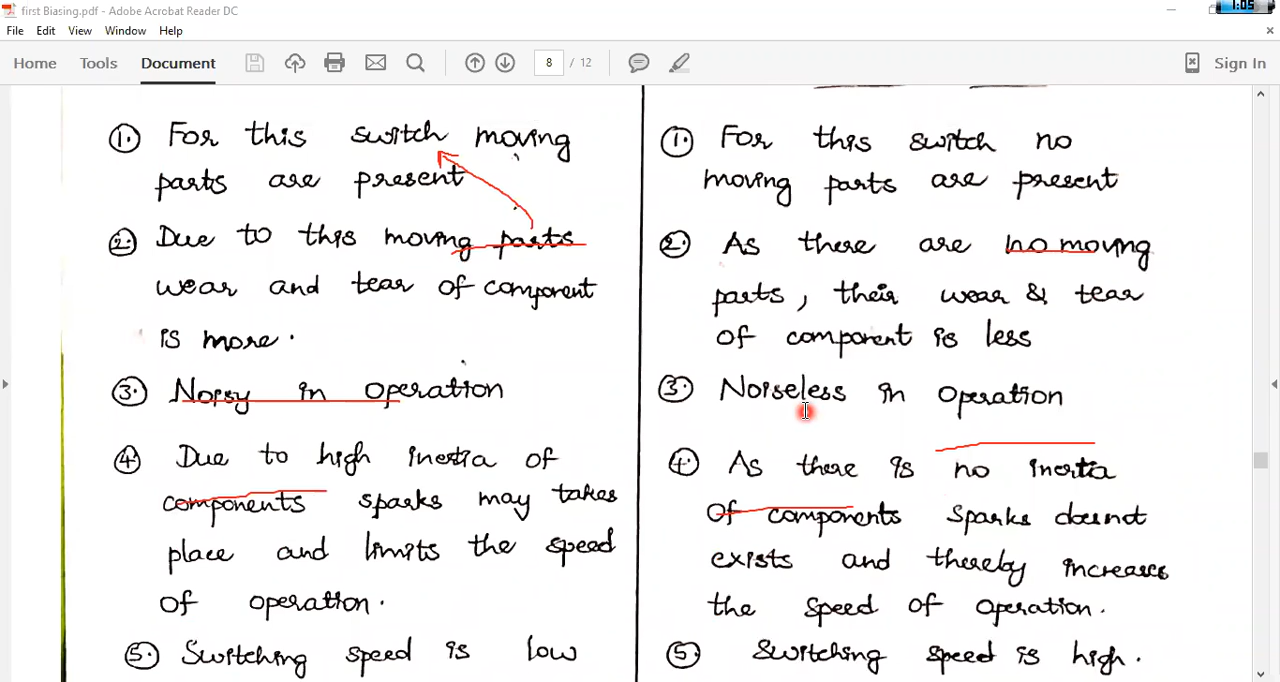 first Biasing.pdf - Adobe Acrobat Reader DC
1:05
File Edit View Window Help
Home Tools Document 8 / 12 Sign In
1. For this switch moving
parts are present
2. Due to this moving parts
wear and tear of component
is more.
3. Noisy in Operation
4. Due to high inertia of
components sparks may takes
place and limits the speed
of operation.
5. Switching speed is low
1. For this switch no
moving parts are present
2. As there are no moving
parts, their wear & tear
of component is less
3. Noiseless in Operation
4. As there is no inertia
of components sparks doesnot
exists and thereby increases
the speed of operation.
5. Switching speed is high.